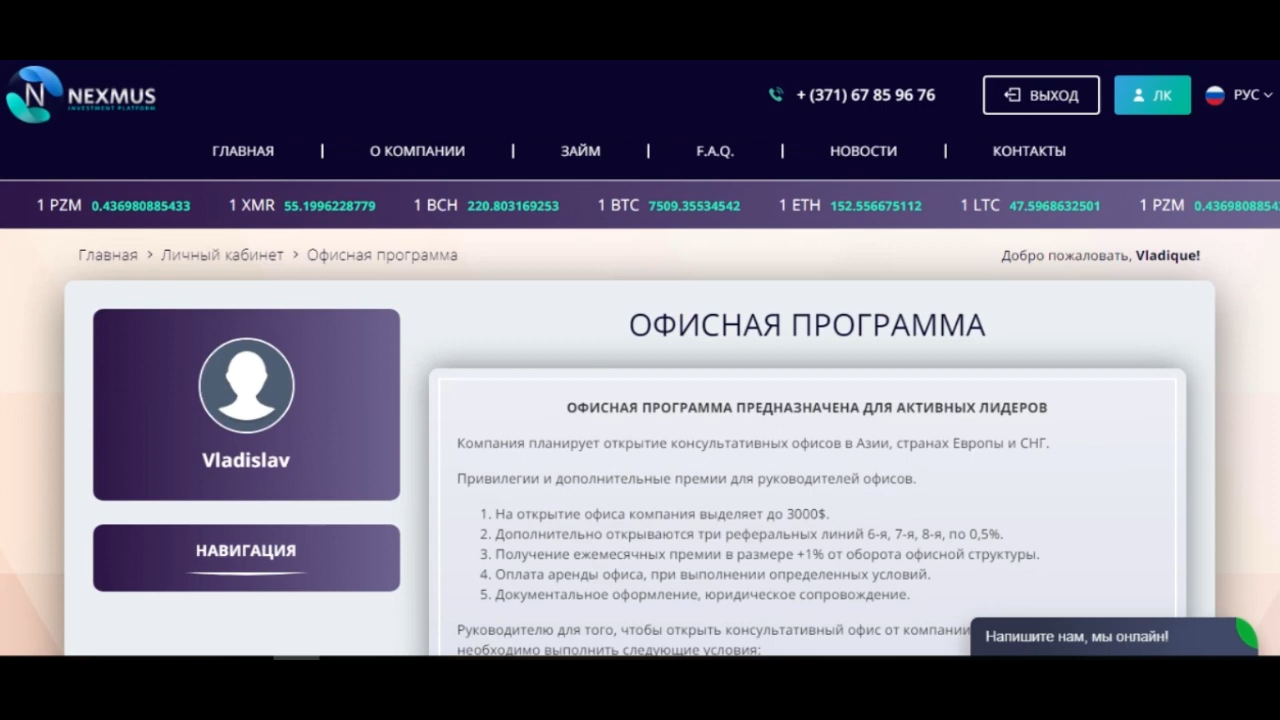 NEXMUS
INVESTMENT PLATFORM
+ (371) 67 85 96 76
ВЫХОД
ЛК
РУС
ГЛАВНАЯ | О КОМПАНИИ | ЗАЙМ | F.A.Q. | НОВОСТИ | КОНТАКТЫ
1 PZM 0.436980885433 1 XMR 55.1996228779 1 BCH 220.803169253 1 BTC 7509.35534542 1 ETH 152.556675112 1 LTC 47.5968632501 1 PZM 0.4369808854
Главная > Личный кабинет > Офисная программа
Добро пожаловать, Vladique!
Vladislav
НАВИГАЦИЯ
ОФИСНАЯ ПРОГРАММА
ОФИСНАЯ ПРОГРАММА ПРЕДНАЗНАЧЕНА ДЛЯ АКТИВНЫХ ЛИДЕРОВ
Компания планирует открытие консультативных офисов в Азии, странах Европы и СНГ.
Привилегии и дополнительные премии для руководителей офисов.
1. На открытие офиса компания выделяет до 3000$.
2. Дополнительно открываются три реферальных линий 6-я, 7-я, 8-я, по 0,5%.
3. Получение ежемесячных премии в размере +1% от оборота офисной структуры.
4. Оплата аренды офиса, при выполнении определенных условий.
5. Документальное оформление, юридическое сопровождение.
Руководителю для того, чтобы открыть консультативный офис от компании
необходимо выполнить следующие условия:
Напишите нам, мы онлайн!